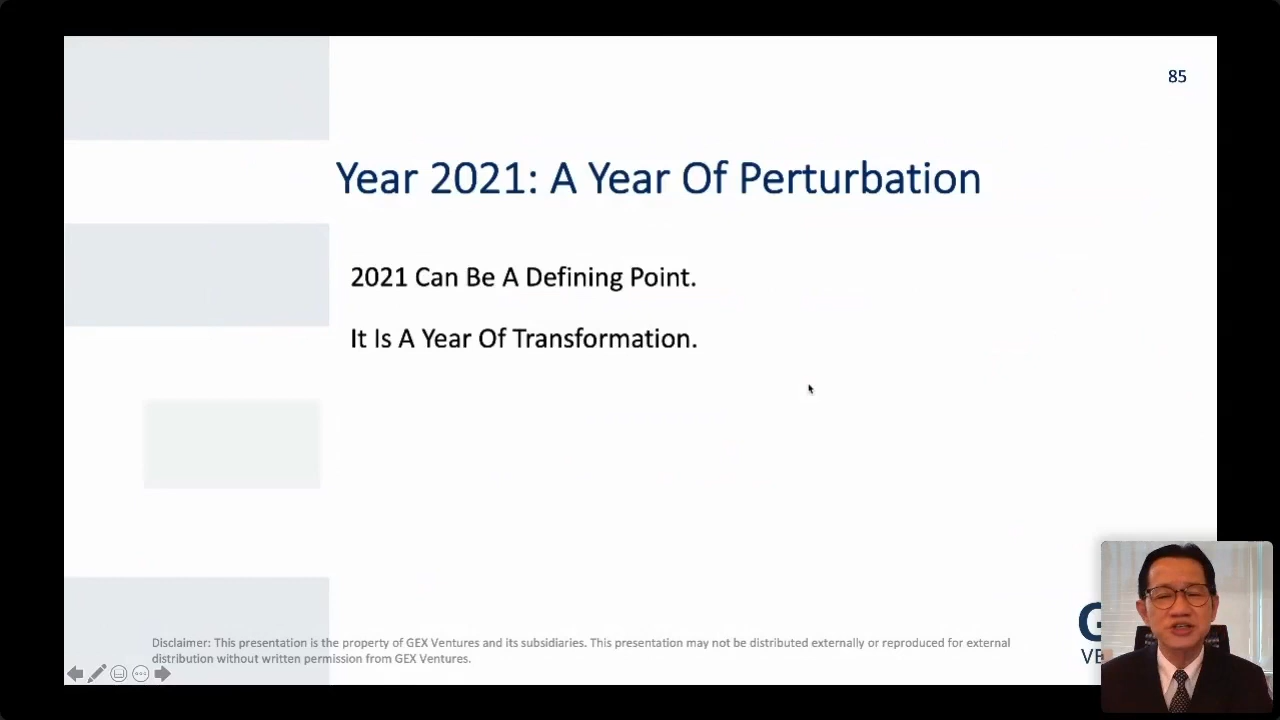 85
Year 2021: A Year Of Perturbation
2021 Can Be A Defining Point.
It Is A Year Of Transformation.
Disclaimer: This presentation is the property of GEX Ventures and its subsidiaries. This presentation may not be distributed externally or reproduced for external
distribution without written permission from GEX Ventures.
G
VE